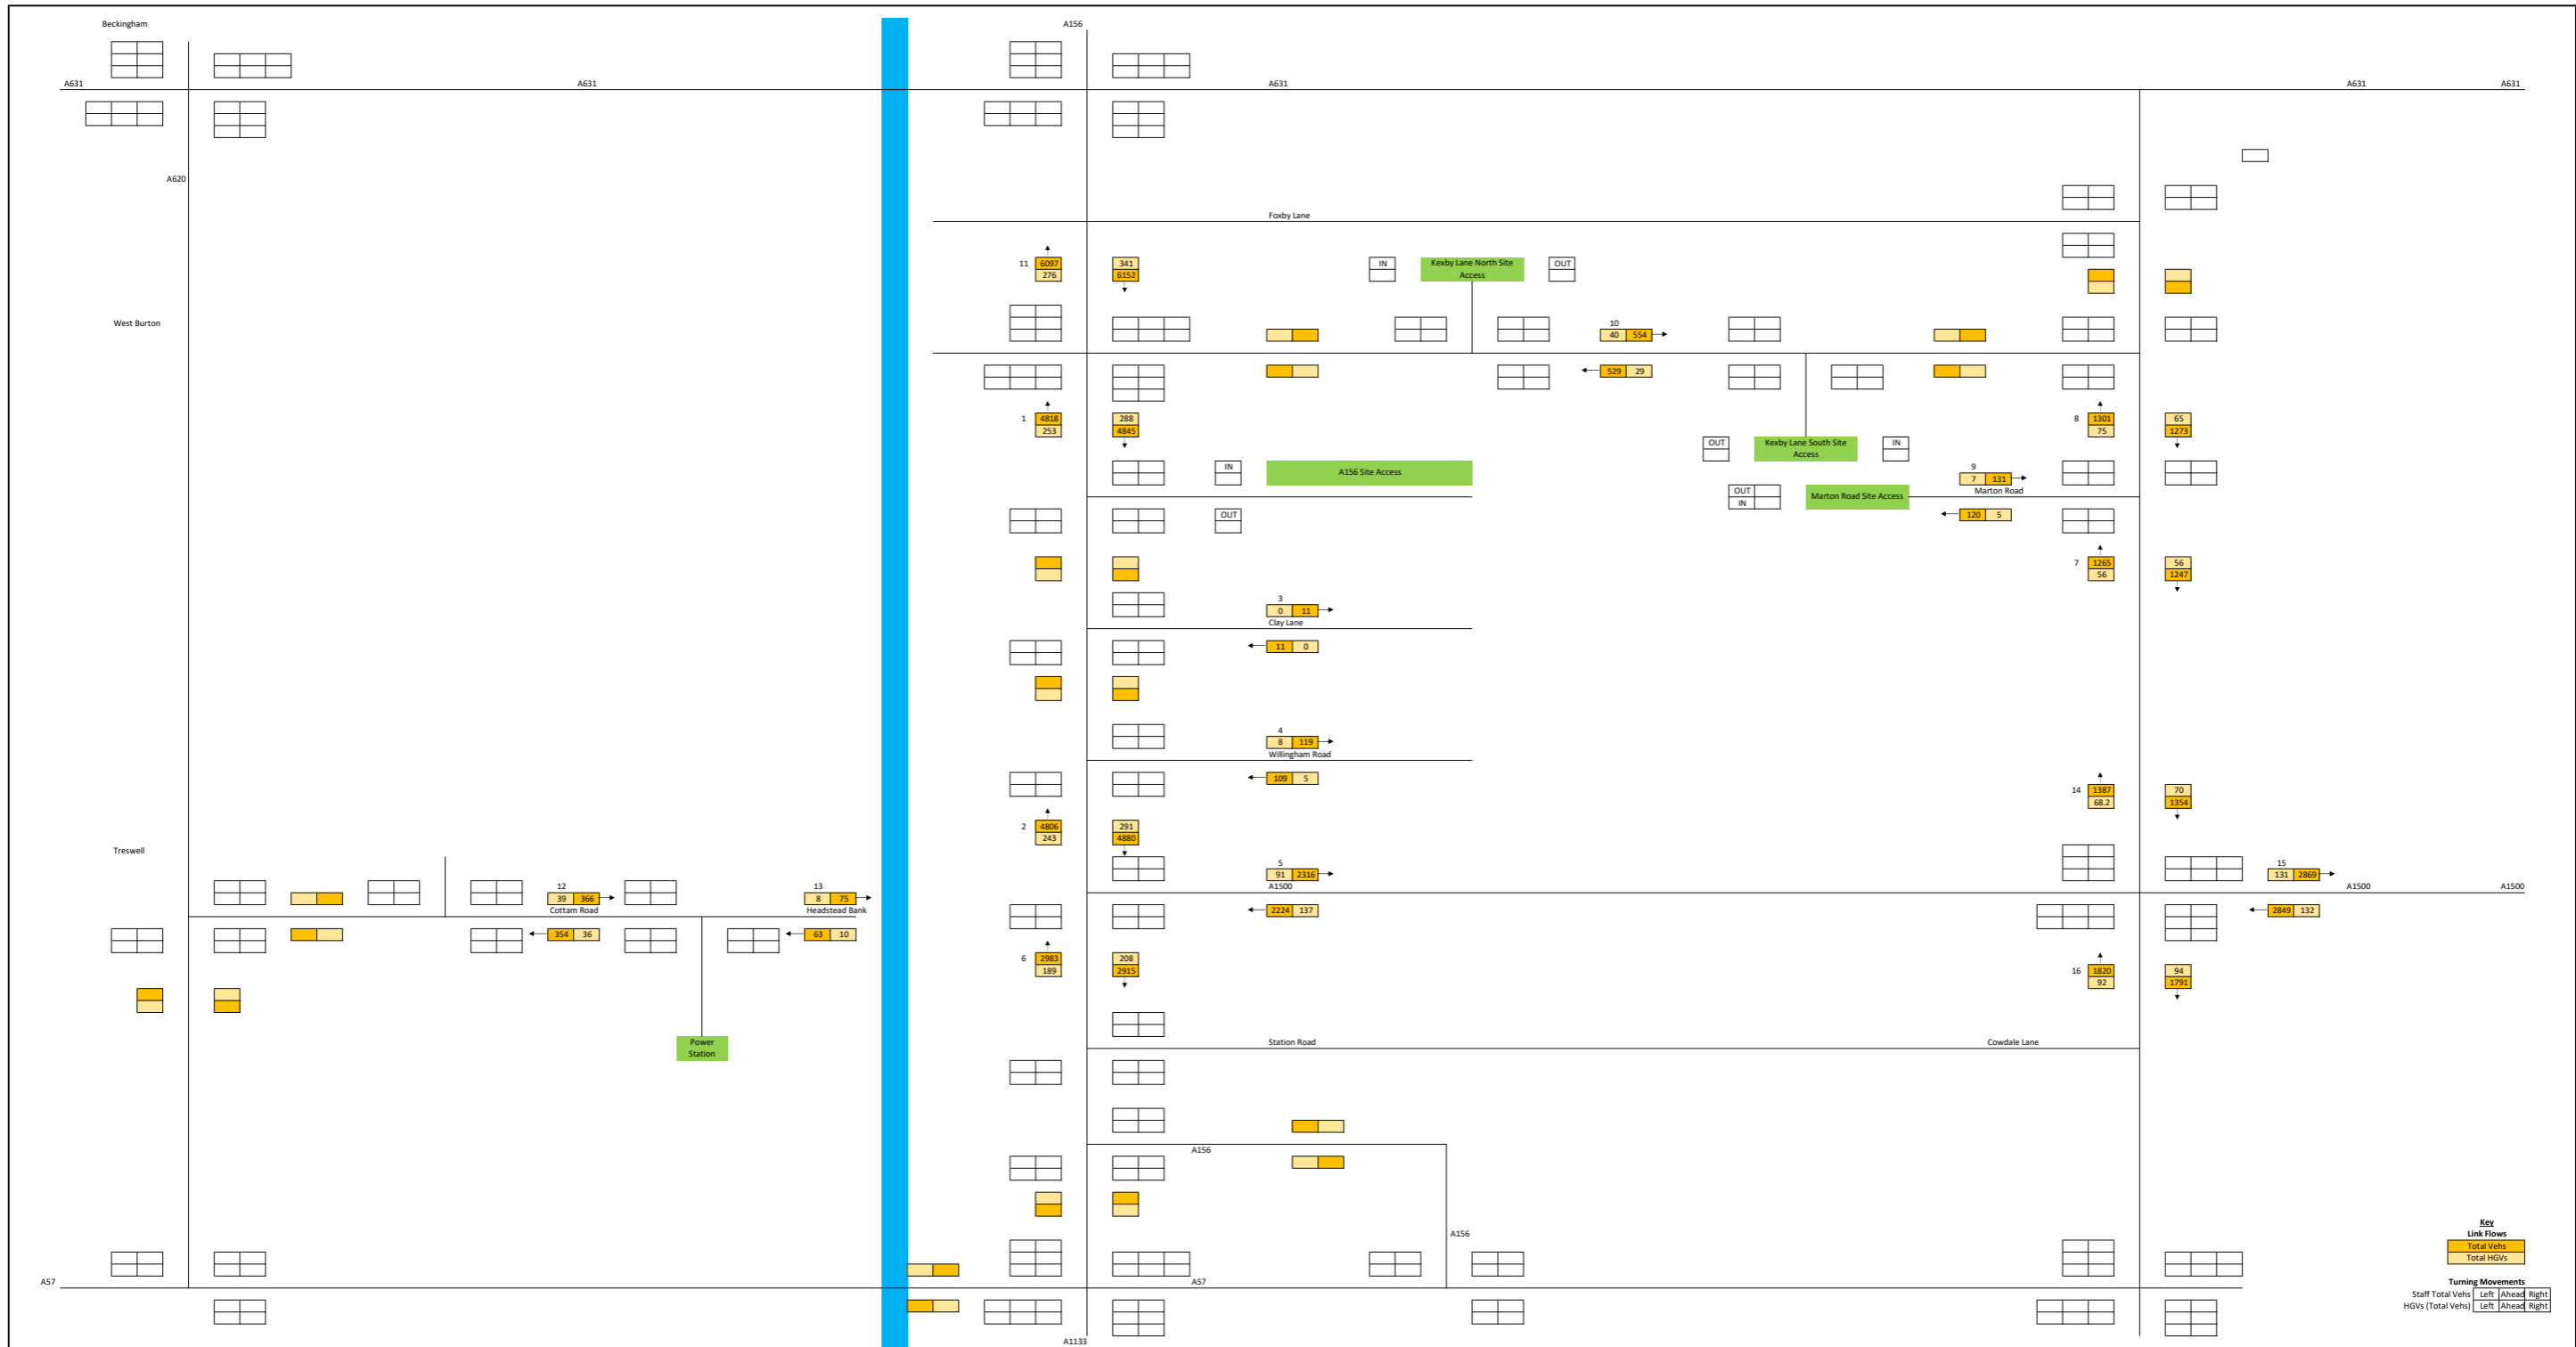 Beckingham
A156
A631
A631
A631
A631
A631
A620
Foxby Lane
11
6097
276
341
6152
IN
Kexby Lane North Site
Access
OUT
West Burton
10
40 554
529 29
1
4818
253
288
4845
8
1301
75
65
1273
OUT
Kexby Lane South Site
Access
IN
IN
A156 Site Access
9
7 131
Marton Road
OUT
IN
Marton Road Site Access
OUT
120 5
7
1265
56
56
1247
3
0 11
Clay Lane
11 0
4
8 119
Willingham Road
109 5
14
1387
68.2
70
1354
2
4806
243
291
4880
Treswell
5
91 2316
A1500
15
131 2869
A1500
A1500
12
39 366
Cottam Road
13
8 75
Headstead Bank
2224 137
2849 132
354 36
63 10
6
2983
189
208
2915
16
1820
92
94
1791
Power
Station
Station Road
Cowdale Lane
A156
A156
Key
Link Flows
Total Vehs
Total HGVs
A57
A57
Turning Movements
Staff Total Vehs Left Ahead Right
HGVs (Total Vehs) Left Ahead Right
A1133